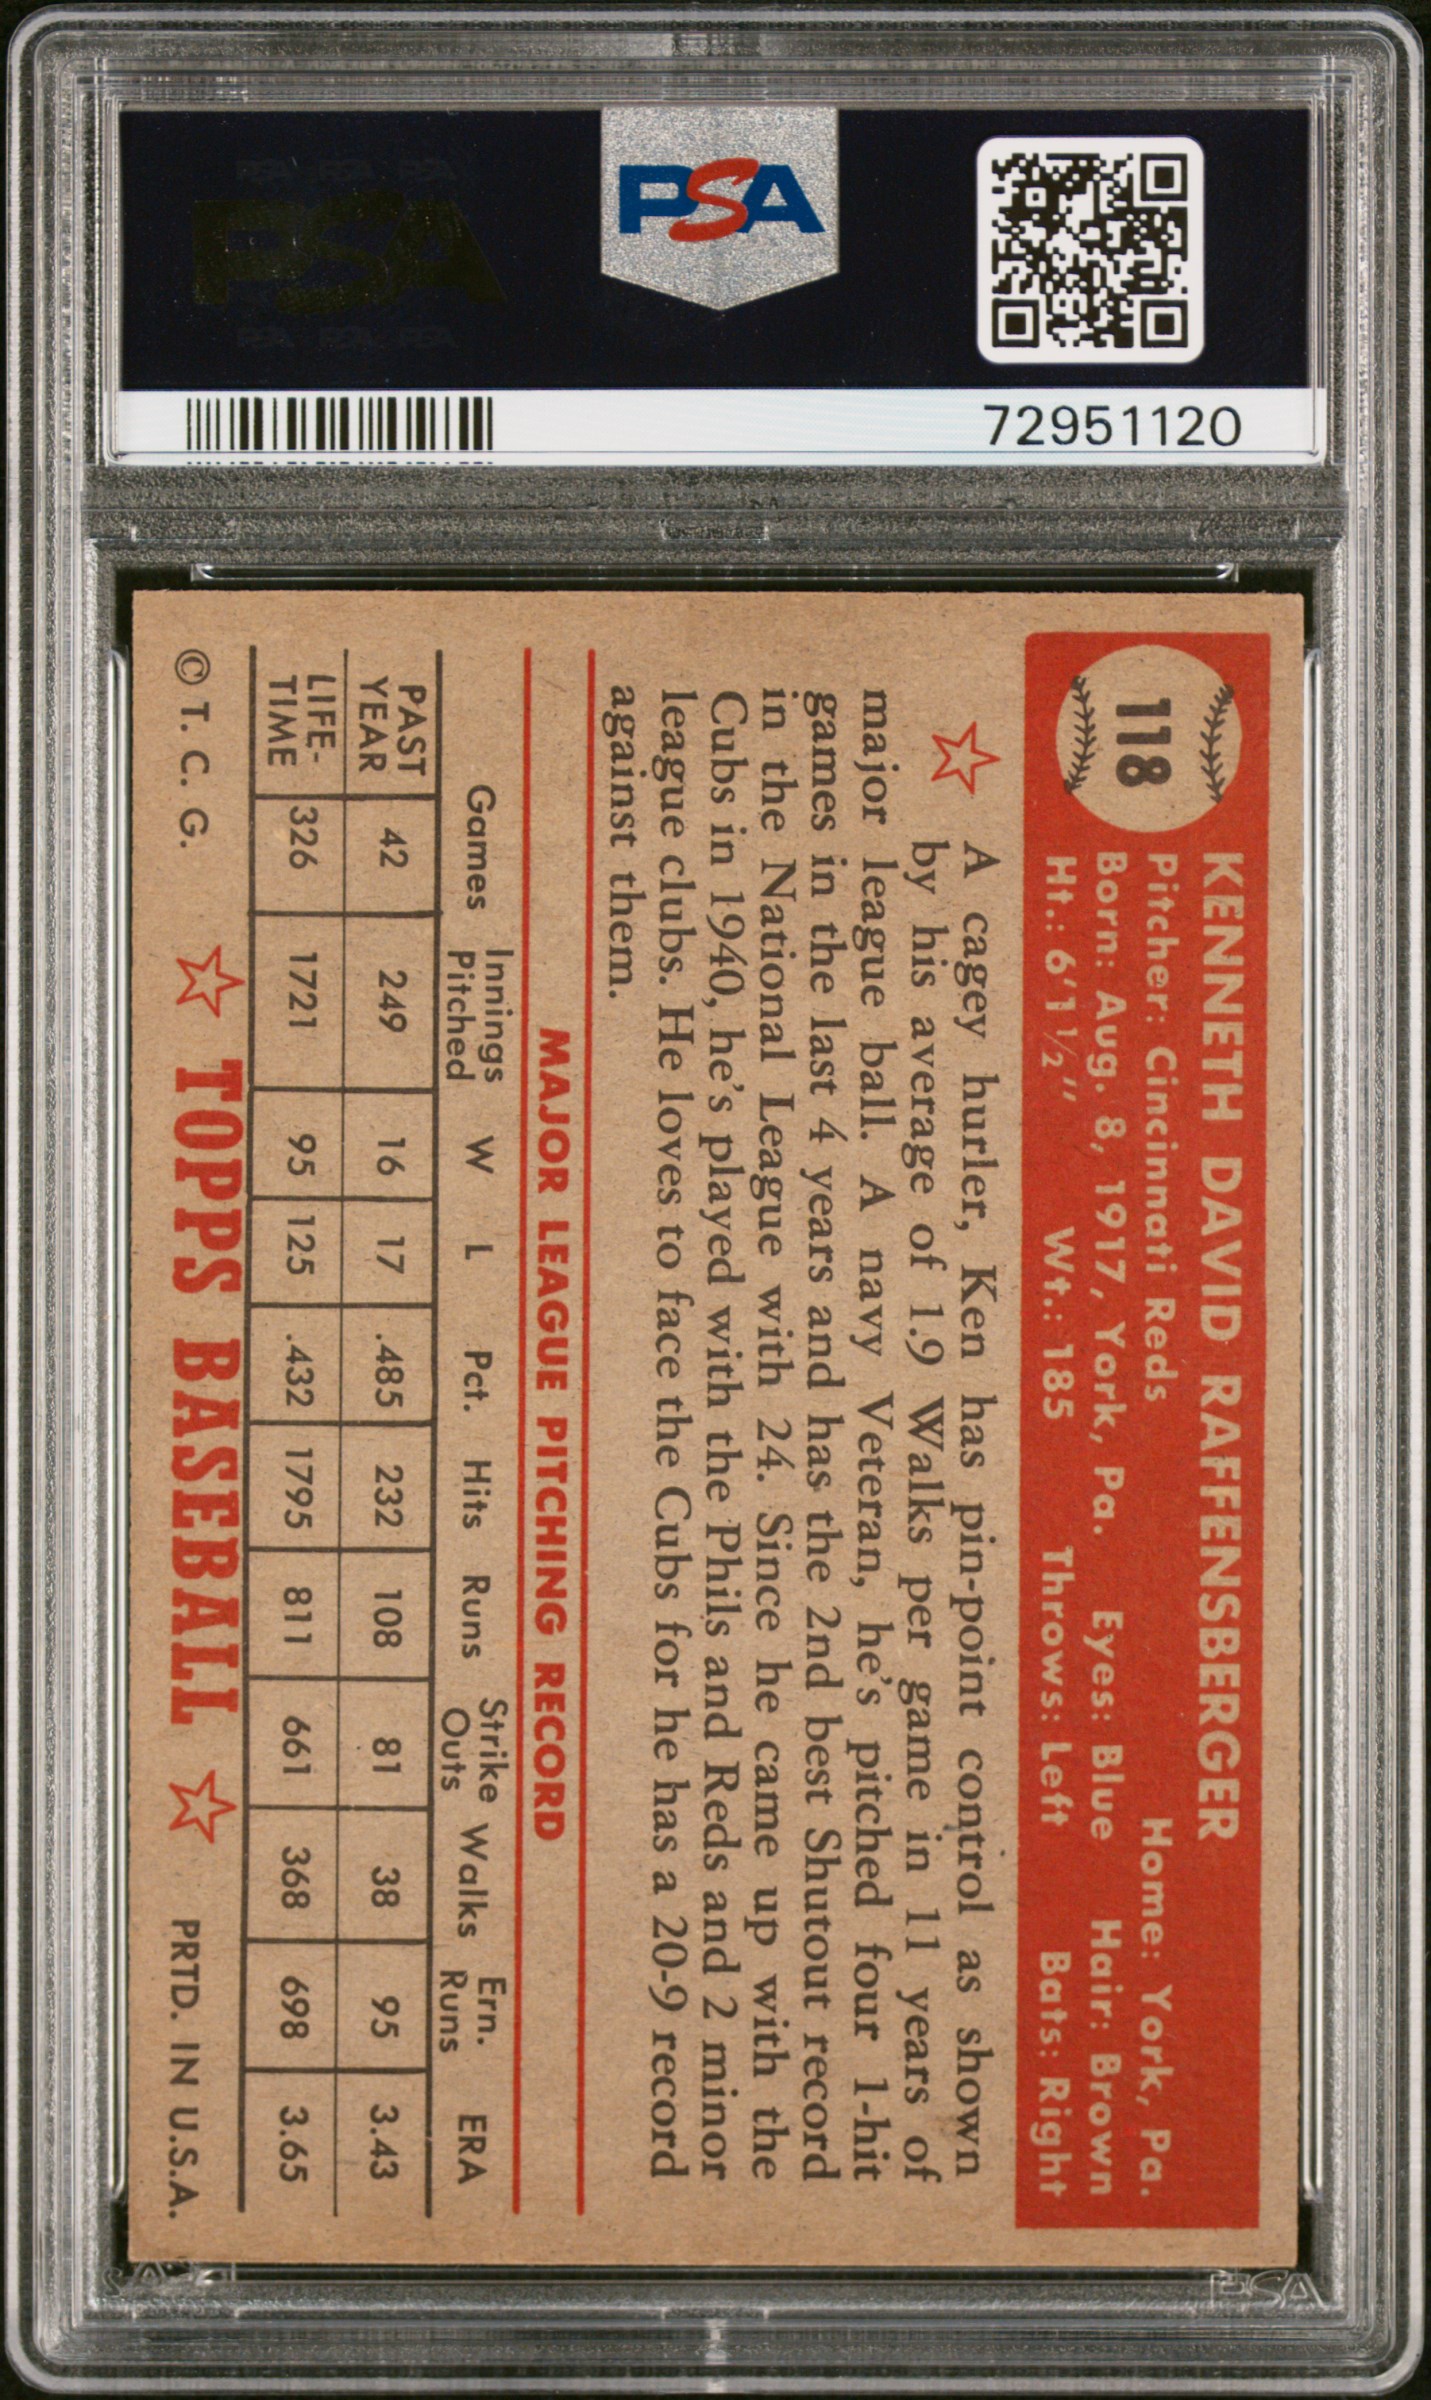 PSA
72951120
118
KENNETH DAVID RAFFENSBERGER
Pitcher: Cincinnati Reds Home: York, Pa.
Born: Aug. 8, 1917, York, Pa. Eyes: Blue Hair: Brown
Ht.: 6'1½" Wt.: 185 Throws: Left Bats: Right
A cagey hurler, Ken has pin-point control as shown
by his average of 1.9 Walks per game in 11 years of
major league ball. A navy Veteran, he's pitched four 1-hit
games in the last 4 years and has the 2nd best Shutout record
in the National League with 24. Since he came up with the
Cubs in 1940, he's played with the Phils and Reds and 2 minor
league clubs. He loves to face the Cubs for he has a 20-9 record
against them.
MAJOR LEAGUE PITCHING RECORD
Games Innings Pitched W L Pct. Hits Runs Strike Outs Walks Ern. Runs ERA
PAST YEAR 42 249 16 17 .485 232 108 81 38 95 3.43
LIFE-TIME 326 1721 95 125 .432 1795 811 661 368 698 3.65
© T. C. G. TOPPS BASEBALL PRTD. IN U.S.A.
PSA